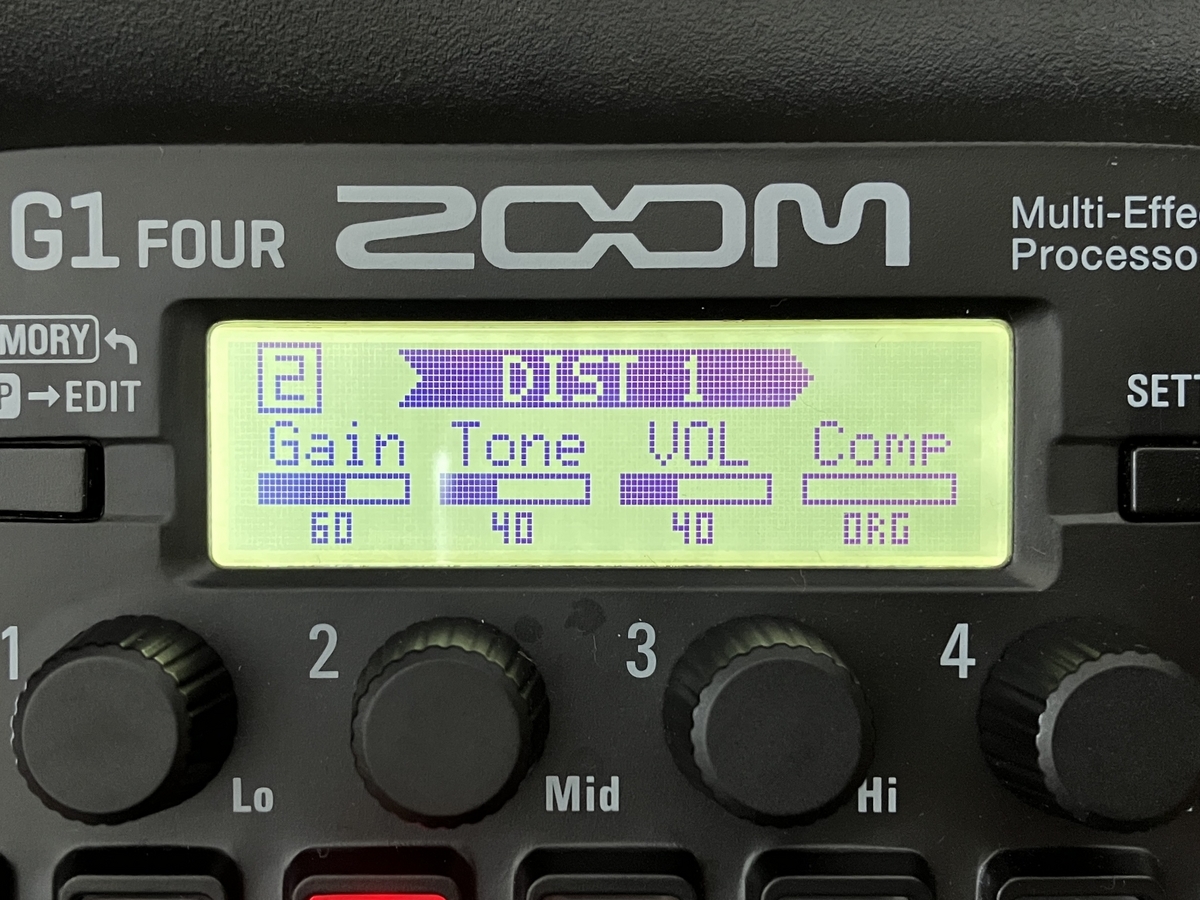 G1 FOUR ZOOM
Multi-Effe
Processo
MORY
P→EDIT
SETT
2 DIST 1
Gain Tone VOL Comp
60 40 40 ORG
1 2 3 4
Lo Mid Hi